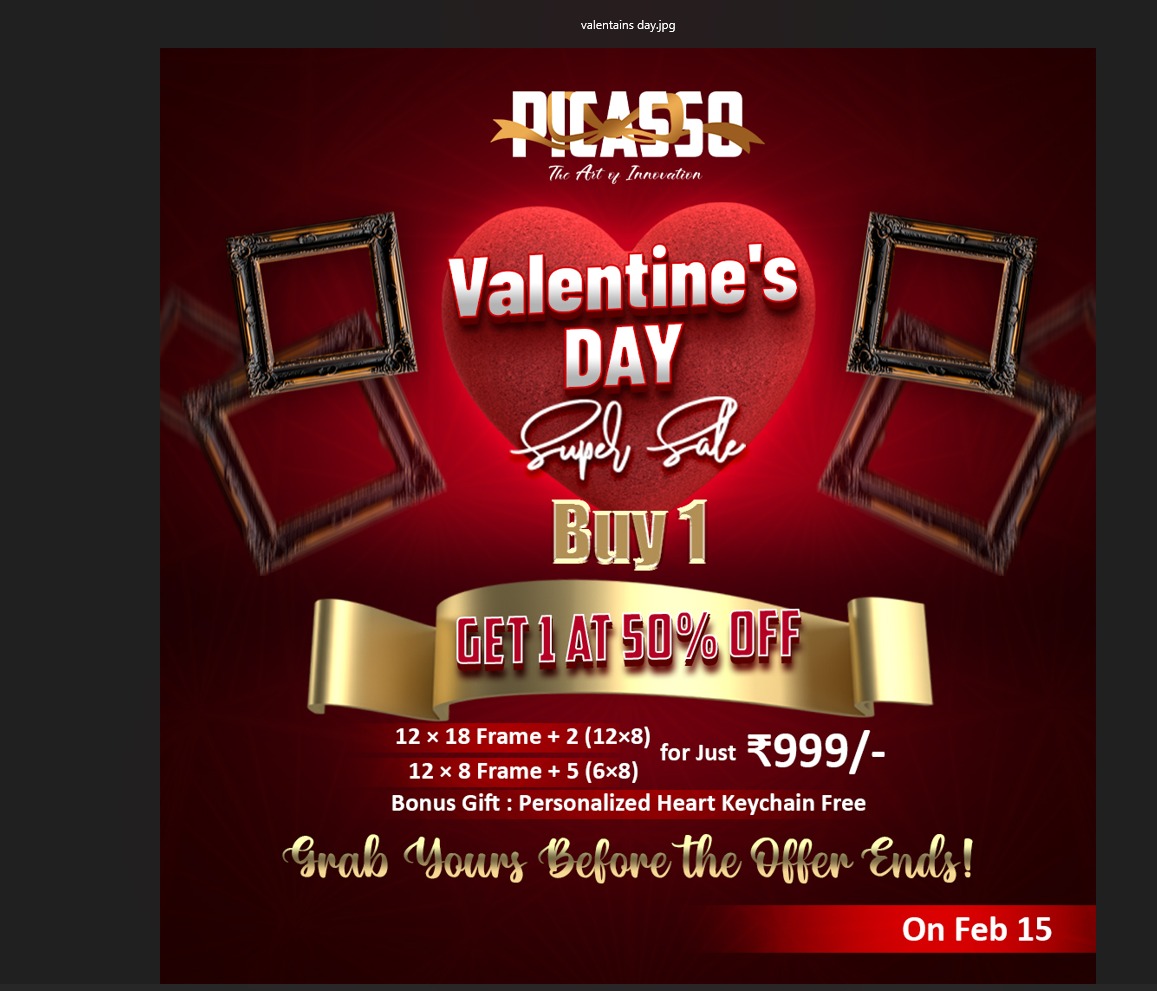 valentains day.jpg
PICASSO
The Art of Innovation
Valentine's
DAY
Super Sale
Buy 1
GET 1 AT 50% OFF
12 × 18 Frame + 2 (12×8)
12 × 8 Frame + 5 (6×8)
for Just ₹999/-
Bonus Gift : Personalized Heart Keychain Free
Grab Yours Before the Offer Ends!
On Feb 15